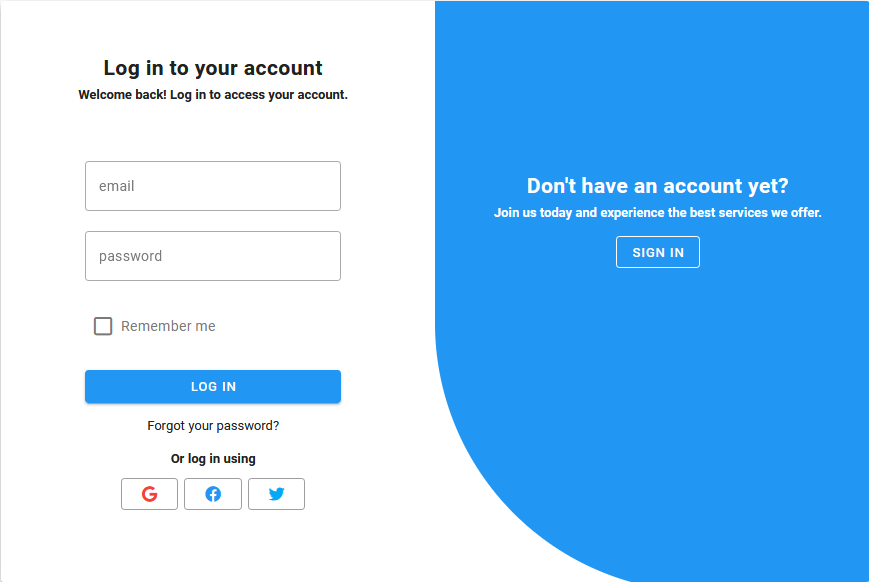 Log in to your account
Welcome back! Log in to access your account.
email
password
Remember me
LOG IN
Forgot your password?
Or log in using
Don't have an account yet?
Join us today and experience the best services we offer.
SIGN IN